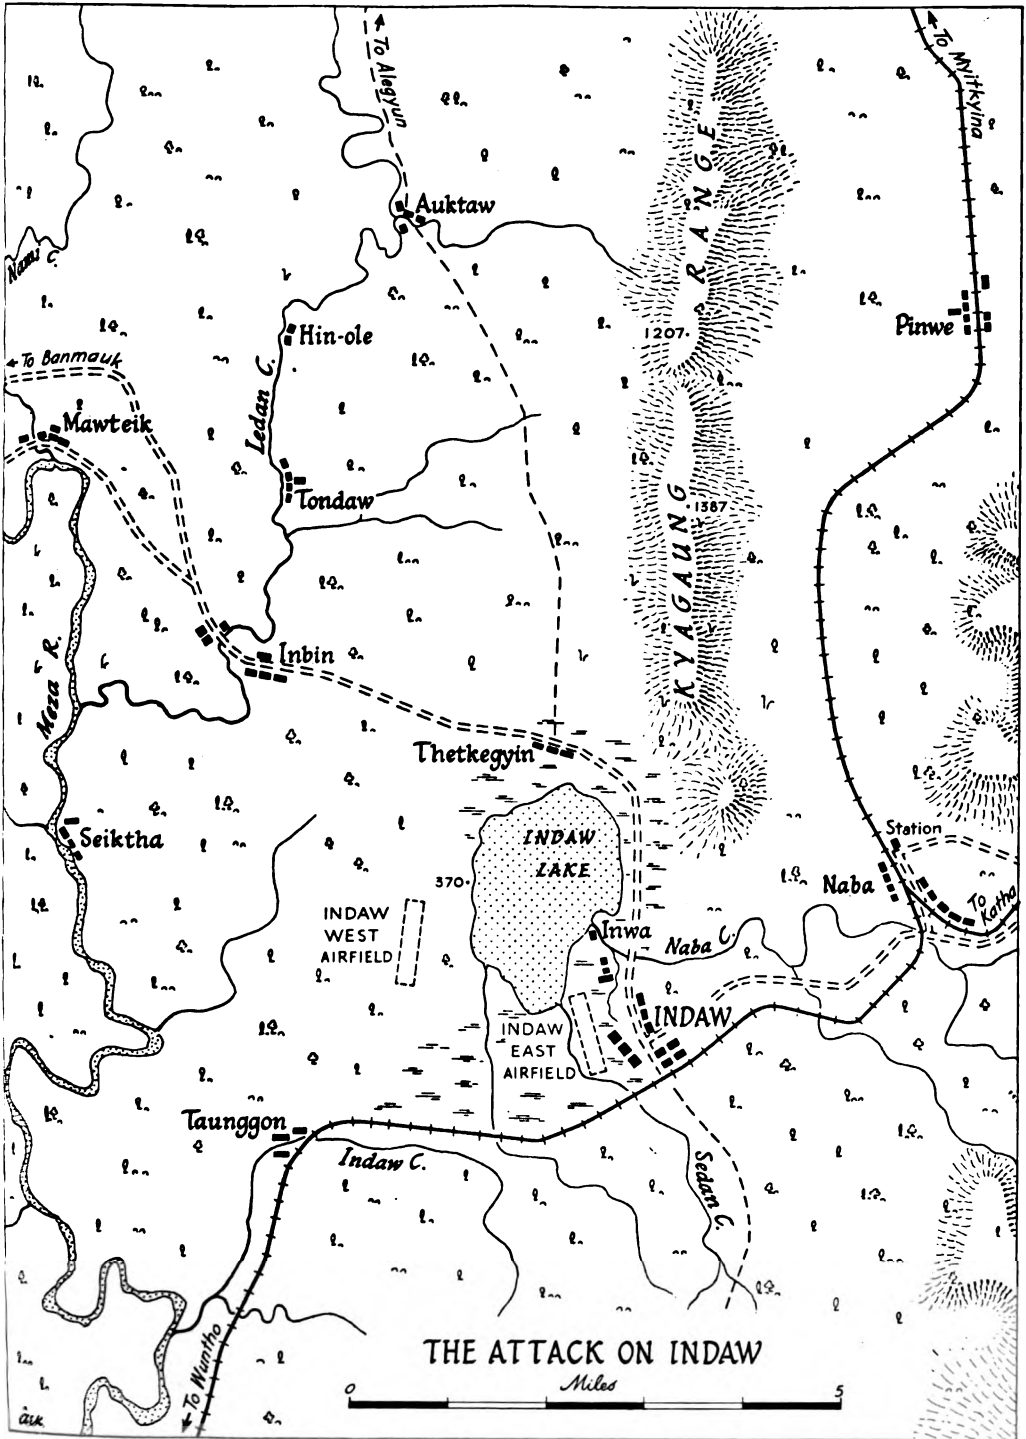 To Alegyun
To Myitkyina
Auktaw
RANGE
Nami C.
Hin-ole
1207.
Pinwe
To Banmauk
Mawteik
Ledan C.
Tondaw
KYAGAUNG
1387
Inbin
Meza R.
Thetkegyin
INDAW
LAKE
Station
Seiktha
370
Naba
To
Katha
INDAW
WEST
AIRFIELD
Inwa
Naba C.
INDAW
INDAW
EAST
AIRFIELD
Taunggon
Indaw C.
Sedan C.
To Wuntho
THE ATTACK ON INDAW
Miles
0 5